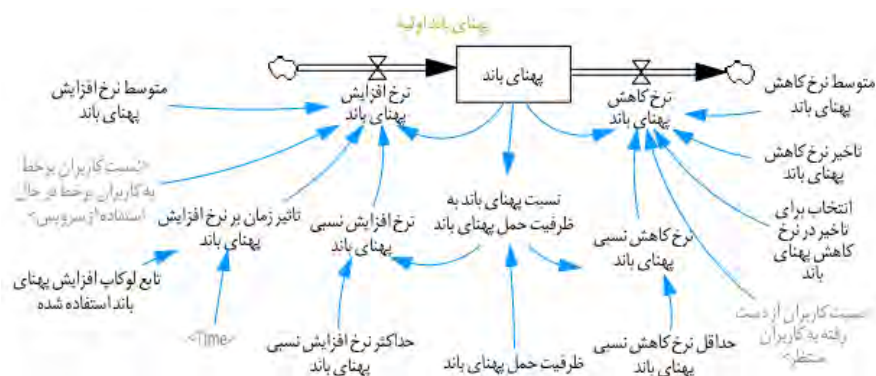 پهنای باند اولیه
پهنای باند
نرخ افزایش
پهنای باند
نرخ کاهش
پهنای باند
متوسط نرخ افزایش
پهنای باند
متوسط نرخ کاهش
پهنای باند
تاخیر نرخ کاهش
پهنای باند
<نسبت کاربران برخط
به کاربران برخط در حال
استفاده از سرویس>
تاثیر زمان بر نرخ افزایش
پهنای باند
نرخ افزایش نسبی
پهنای باند
نسبت پهنای باند به
ظرفیت حمل پهنای باند
نرخ کاهش نسبی
پهنای باند
انتخاب برای
تاخیر در نرخ
کاهش پهنای
باند
تابع لوکاپ افزایش پهنای
باند استفاده شده
<Time>
حداکثر نرخ افزایش نسبی
پهنای باند
ظرفیت حمل پهنای باند
حداقل نرخ کاهش نسبی
پهنای باند
<نسبت کاربران از دست
رفته به کاربران
منتظر>